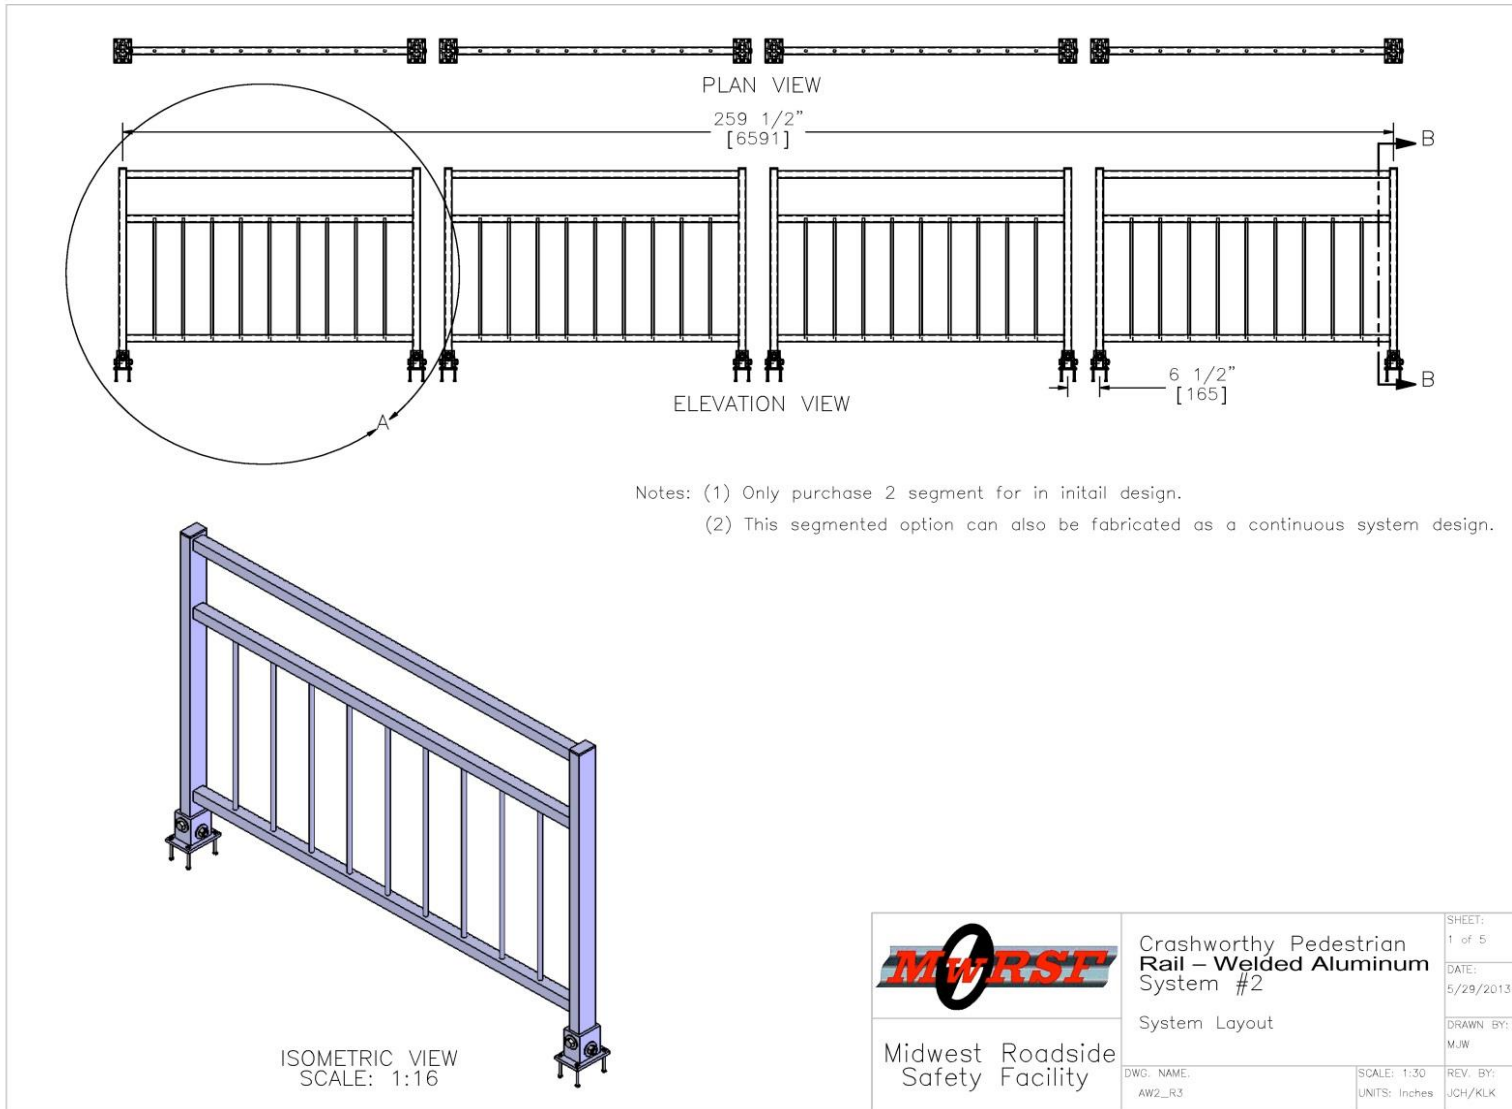 PLAN VIEW
259 1/2"
[6591]
B
6 1/2"
[165]
B
A
ELEVATION VIEW
Notes: (1) Only purchase 2 segment for in initail design.
(2) This segmented option can also be fabricated as a continuous system design.
ISOMETRIC VIEW
SCALE: 1:16
MwRSF
Midwest Roadside
Safety Facility
Crashworthy Pedestrian
Rail – Welded Aluminum
System #2
System Layout
DWG. NAME.
AW2_R3
SCALE: 1:30
UNITS: Inches
SHEET:
1 of 5
DATE:
5/29/2013
DRAWN BY:
MJW
REV. BY:
JCH/KLK